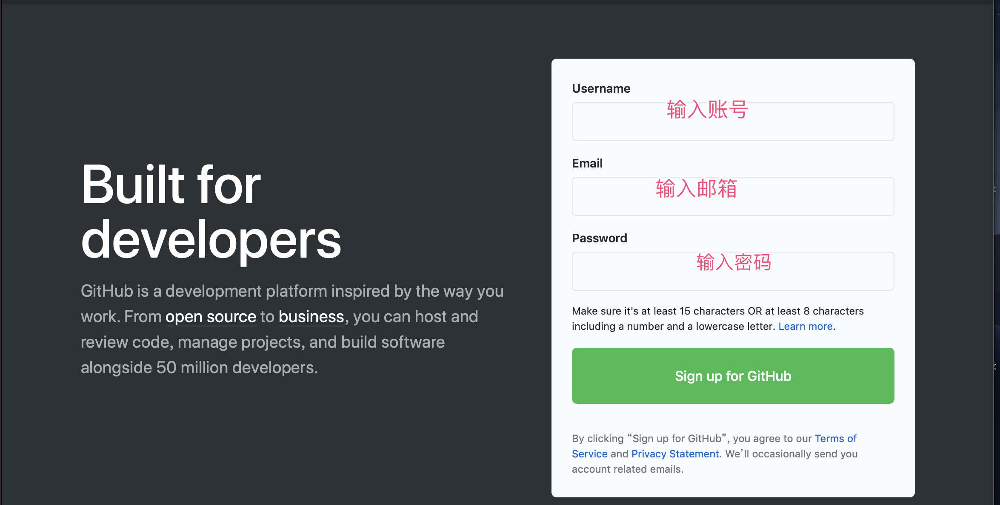 Built for
developers
GitHub is a development platform inspired by the way you
work. From open source to business, you can host and
review code, manage projects, and build software
alongside 50 million developers.
Username
输入账号
Email
输入邮箱
Password
输入密码
Make sure it's at least 15 characters OR at least 8 characters
including a number and a lowercase letter. Learn more.
Sign up for GitHub
By clicking “Sign up for GitHub”, you agree to our Terms of
Service and Privacy Statement. We’ll occasionally send you
account related emails.